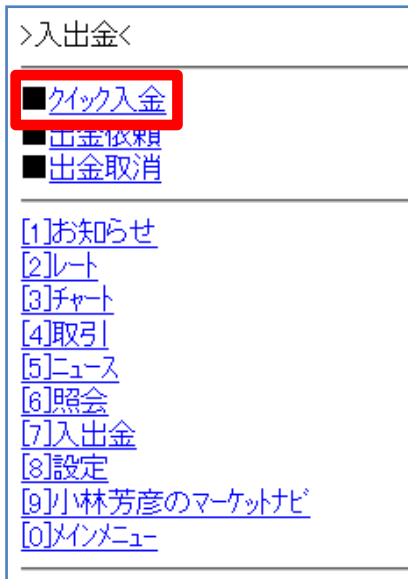 >入出金<
■クイック入金
■出金依頼
■出金取消
[1]お知らせ
[2]レート
[3]チャート
[4]取引
[5]ニュース
[6]照会
[7]入出金
[8]設定
[9]小林芳彦のマーケットナビ
[0]メインメニュー